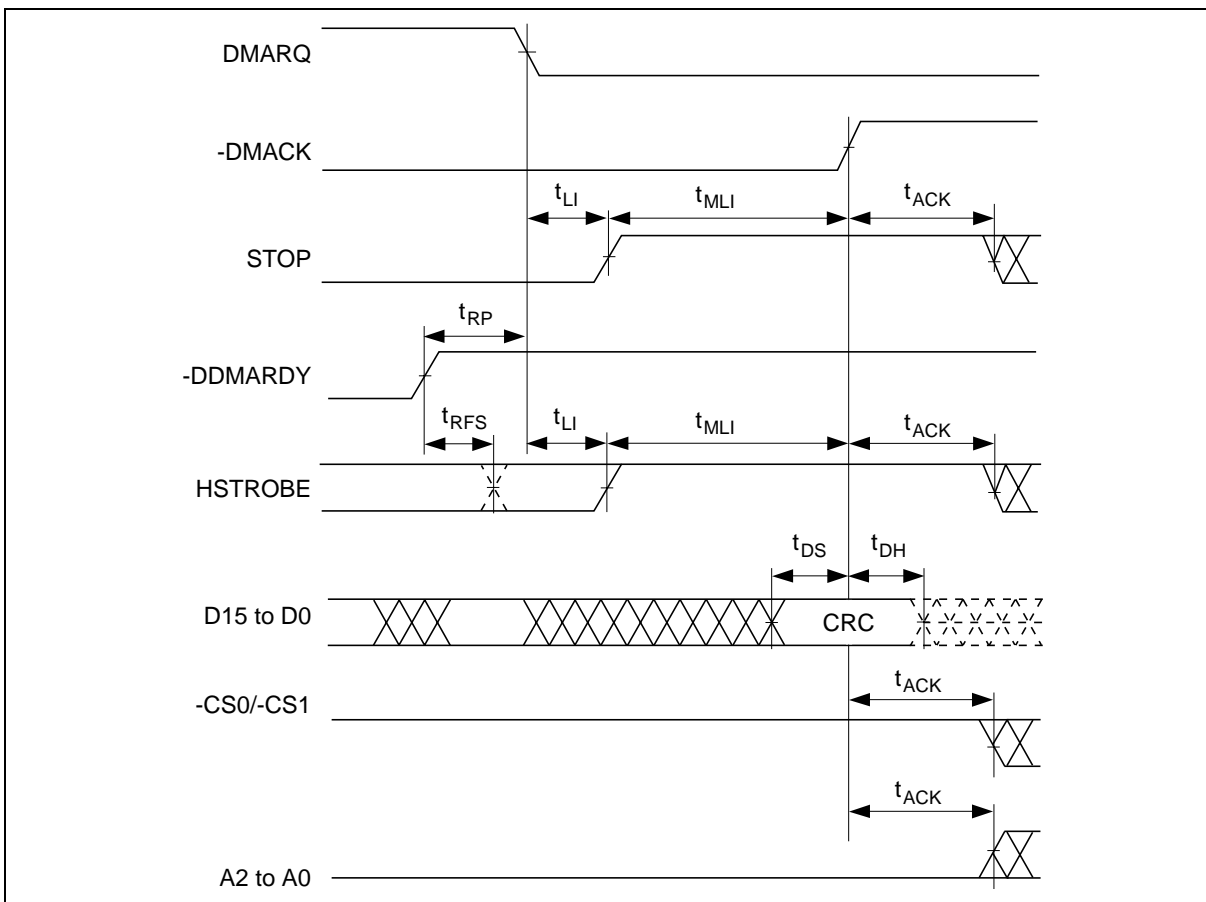 DMARQ
-DMACK
tLI tMLI tACK
STOP
tRP
-DDMARDY
tRFS tLI tMLI tACK
HSTROBE
tDS tDH
D15 to D0 CRC
tACK
-CS0/-CS1
tACK
A2 to A0